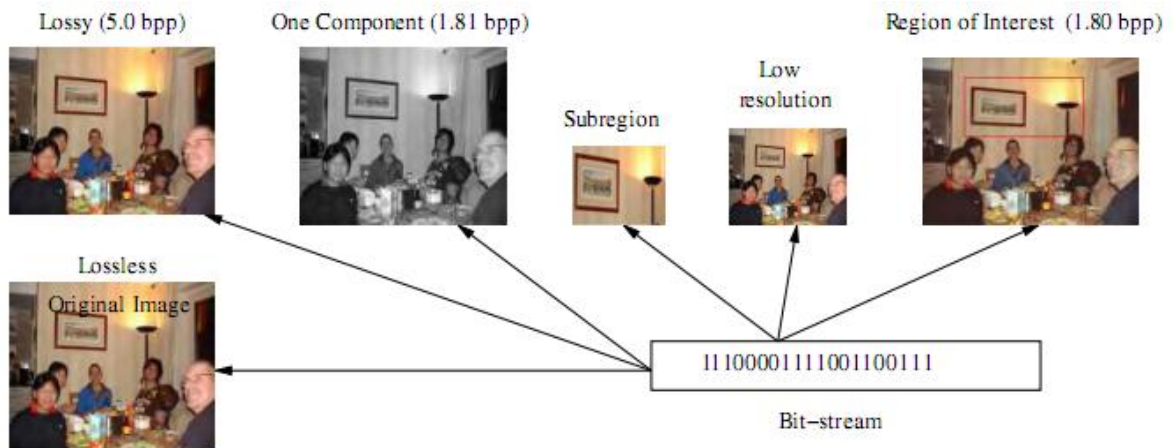 Lossy (5.0 bpp)
One Component (1.81 bpp)
Region of Interest (1.80 bpp)
Low
resolution
Subregion
Lossless
Original Image
11100001111001100111
Bit-stream